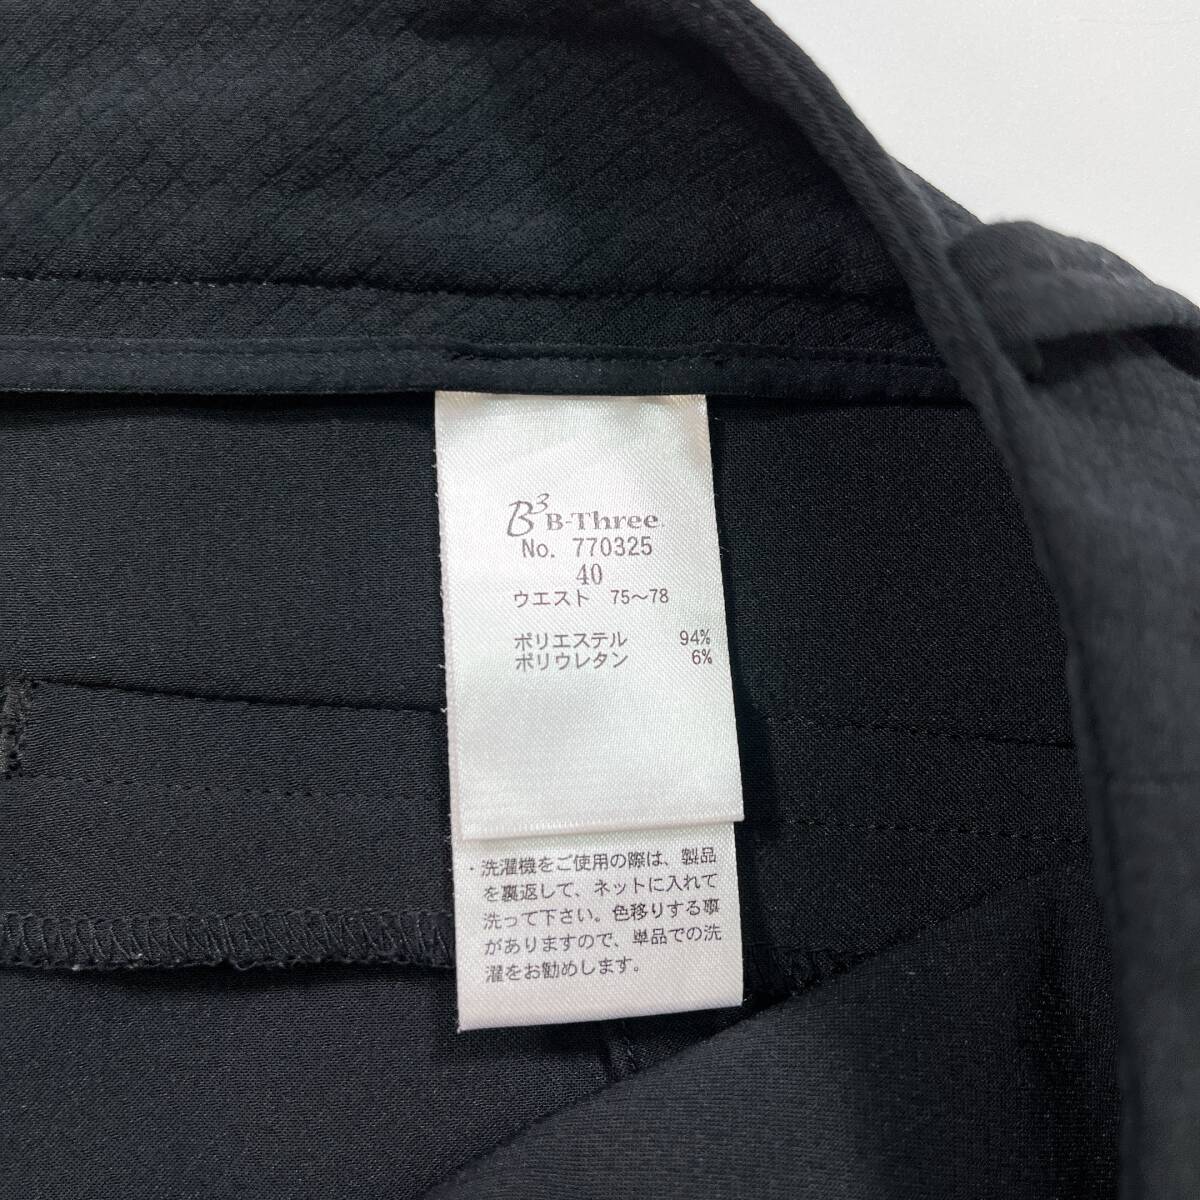 B3 B-Three
No. 770325
40
ウエスト 75～78
ポリエステル 94%
ポリウレタン 6%
・洗濯機をご使用の際は、製品
を裏返して、ネットに入れて
洗って下さい。色移りする事
がありますので、単品での洗
濯をお勧めします。